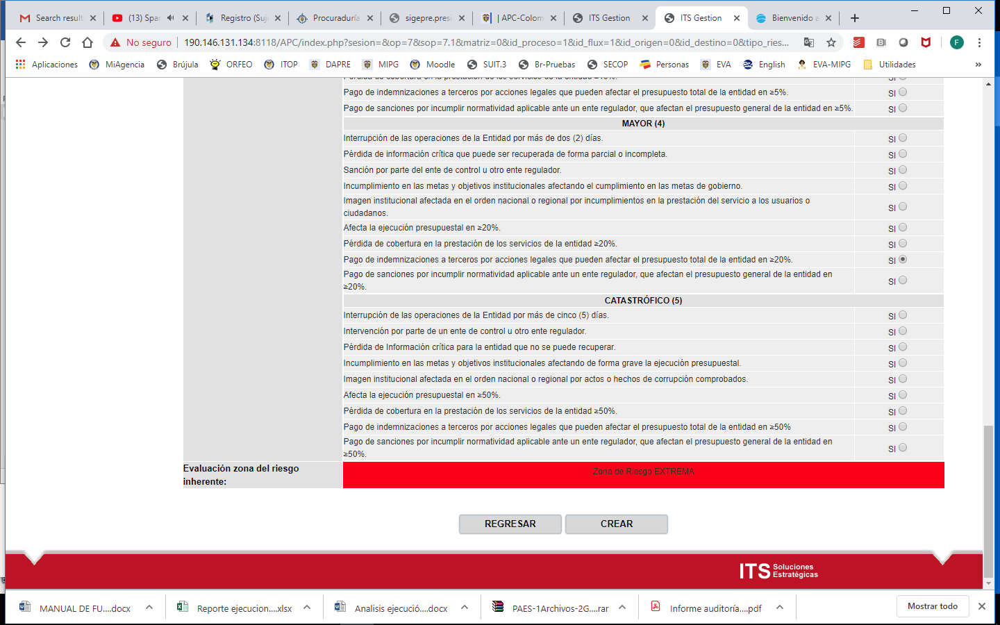 Search result
(13) Spar
Registro (Suj
Procuraduría
sigepre.presi
| APC-Colom
ITS Gestion
ITS Gestion
Bienvenido a
No seguro
190.146.131.134:8118/APC/index.php?sesion=&op=7&sop=7.1&matriz=0&id_proceso=1&id_flux=1&id_origen=0&id_destino=0&tipo_ries...
F
Aplicaciones
MiAgencia
Brújula
ORFEO
ITOP
DAPRE
MIPG
Moodle
SUIT.3
Br-Pruebas
SECOP
Personas
EVA
English
EVA-MIPG
Utilidades
»
Pago de indemnizaciones a terceros por acciones legales que pueden afectar el presupuesto total de la entidad en ≥5%. SI
Pago de sanciones por incumplir normatividad aplicable ante un ente regulador, que afectan el presupuesto general de la entidad en ≥5%. SI
MAYOR (4)
Interrupción de las operaciones de la Entidad por más de dos (2) días. SI
Pérdida de información crítica que puede ser recuperada de forma parcial o incompleta. SI
Sanción por parte del ente de control u otro ente regulador. SI
Incumplimiento en las metas y objetivos institucionales afectando el cumplimiento en las metas de gobierno. SI
Imagen institucional afectada en el orden nacional o regional por incumplimientos en la prestación del servicio a los usuarios o
ciudadanos. SI
Afecta la ejecución presupuestal en ≥20%. SI
Pérdida de cobertura en la prestación de los servicios de la entidad ≥20%. SI
Pago de indemnizaciones a terceros por acciones legales que pueden afectar el presupuesto total de la entidad en ≥20%. SI
Pago de sanciones por incumplir normatividad aplicable ante un ente regulador, que afectan el presupuesto general de la entidad en
≥20%. SI
CATASTRÓFICO (5)
Interrupción de las operaciones de la Entidad por más de cinco (5) días. SI
Intervención por parte de un ente de control u otro ente regulador. SI
Pérdida de Información crítica para la entidad que no se puede recuperar. SI
Incumplimiento en las metas y objetivos institucionales afectando de forma grave la ejecución presupuestal. SI
Imagen institucional afectada en el orden nacional o regional por actos o hechos de corrupción comprobados. SI
Afecta la ejecución presupuestal en ≥50%. SI
Pérdida de cobertura en la prestación de los servicios de la entidad ≥50%. SI
Pago de indemnizaciones a terceros por acciones legales que pueden afectar el presupuesto total de la entidad en ≥50% SI
Pago de sanciones por incumplir normatividad aplicable ante un ente regulador, que afectan el presupuesto general de la entidad en
≥50%. SI
Evaluación zona del riesgo
inherente:
Zona de Riesgo EXTREMA
REGRESAR
CREAR
ITS Soluciones
Estratégicas
MANUAL DE FU....docx
Reporte ejecucion....xlsx
Analisis ejecució....docx
PAES-1Archivos-2G....rar
Informe auditoría....pdf
Mostrar todo